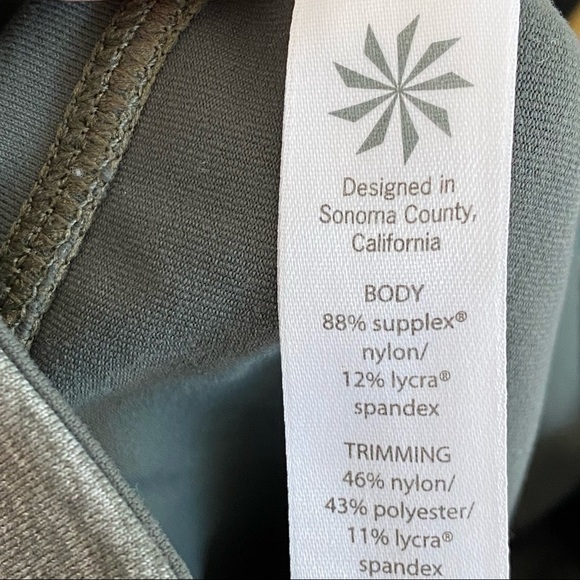 Designed in
Sonoma County,
California
BODY
88% supplex®
nylon/
12% lycra®
spandex
TRIMMING
46% nylon/
43% polyester/
11% lycra®
spandex